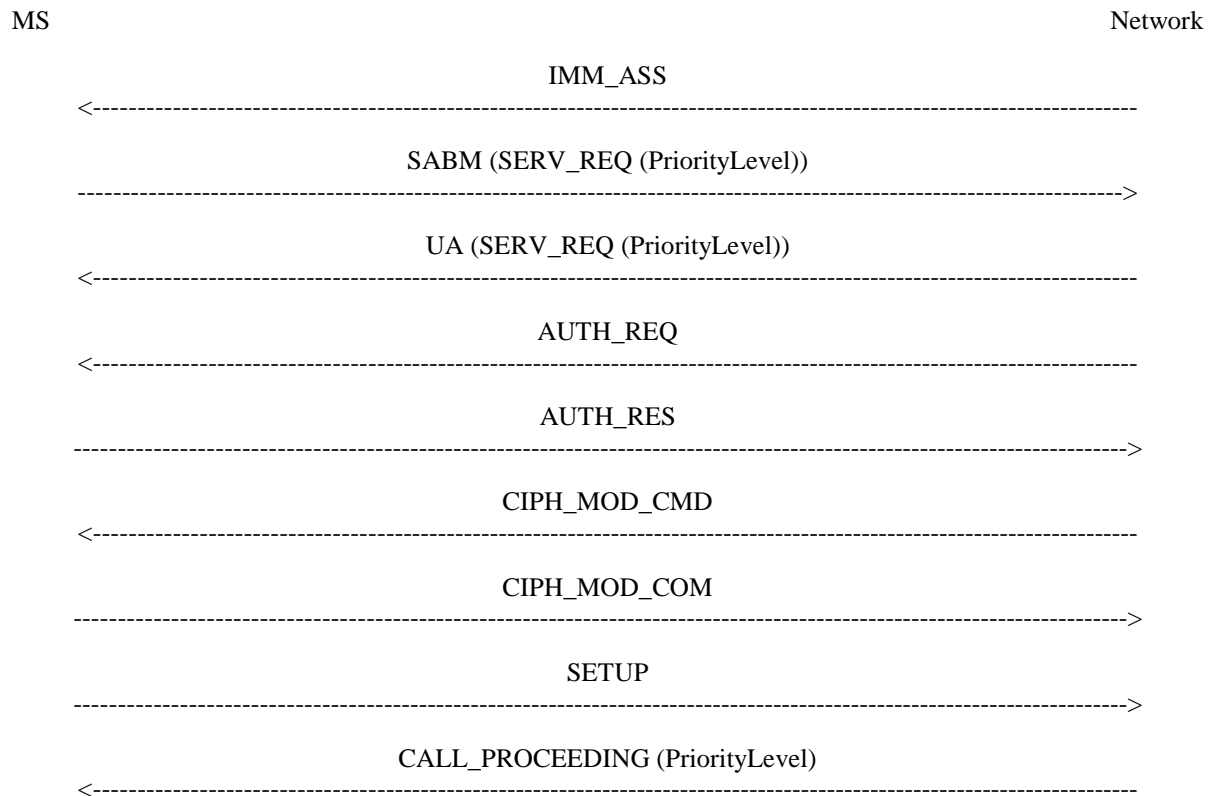 MS Network
IMM_ASS
<----------------------------------------------------------------------------------------------------------------------
SABM (SERV_REQ (PriorityLevel))
---------------------------------------------------------------------------------------------------------------------->
UA (SERV_REQ (PriorityLevel))
<----------------------------------------------------------------------------------------------------------------------
AUTH_REQ
<----------------------------------------------------------------------------------------------------------------------
AUTH_RES
---------------------------------------------------------------------------------------------------------------------->
CIPH_MOD_CMD
<----------------------------------------------------------------------------------------------------------------------
CIPH_MOD_COM
---------------------------------------------------------------------------------------------------------------------->
SETUP
---------------------------------------------------------------------------------------------------------------------->
CALL_PROCEEDING (PriorityLevel)
<----------------------------------------------------------------------------------------------------------------------